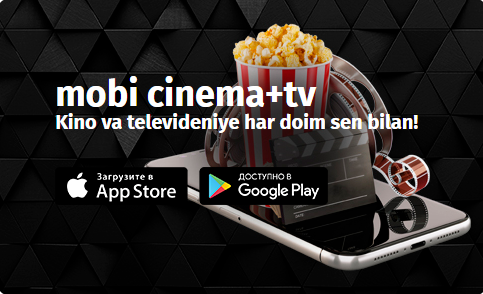 mobi cinema+tv
Kino va televideniye har doim sen bilan!
Загрузите в
App Store
ДОСТУПНО В
Google Play